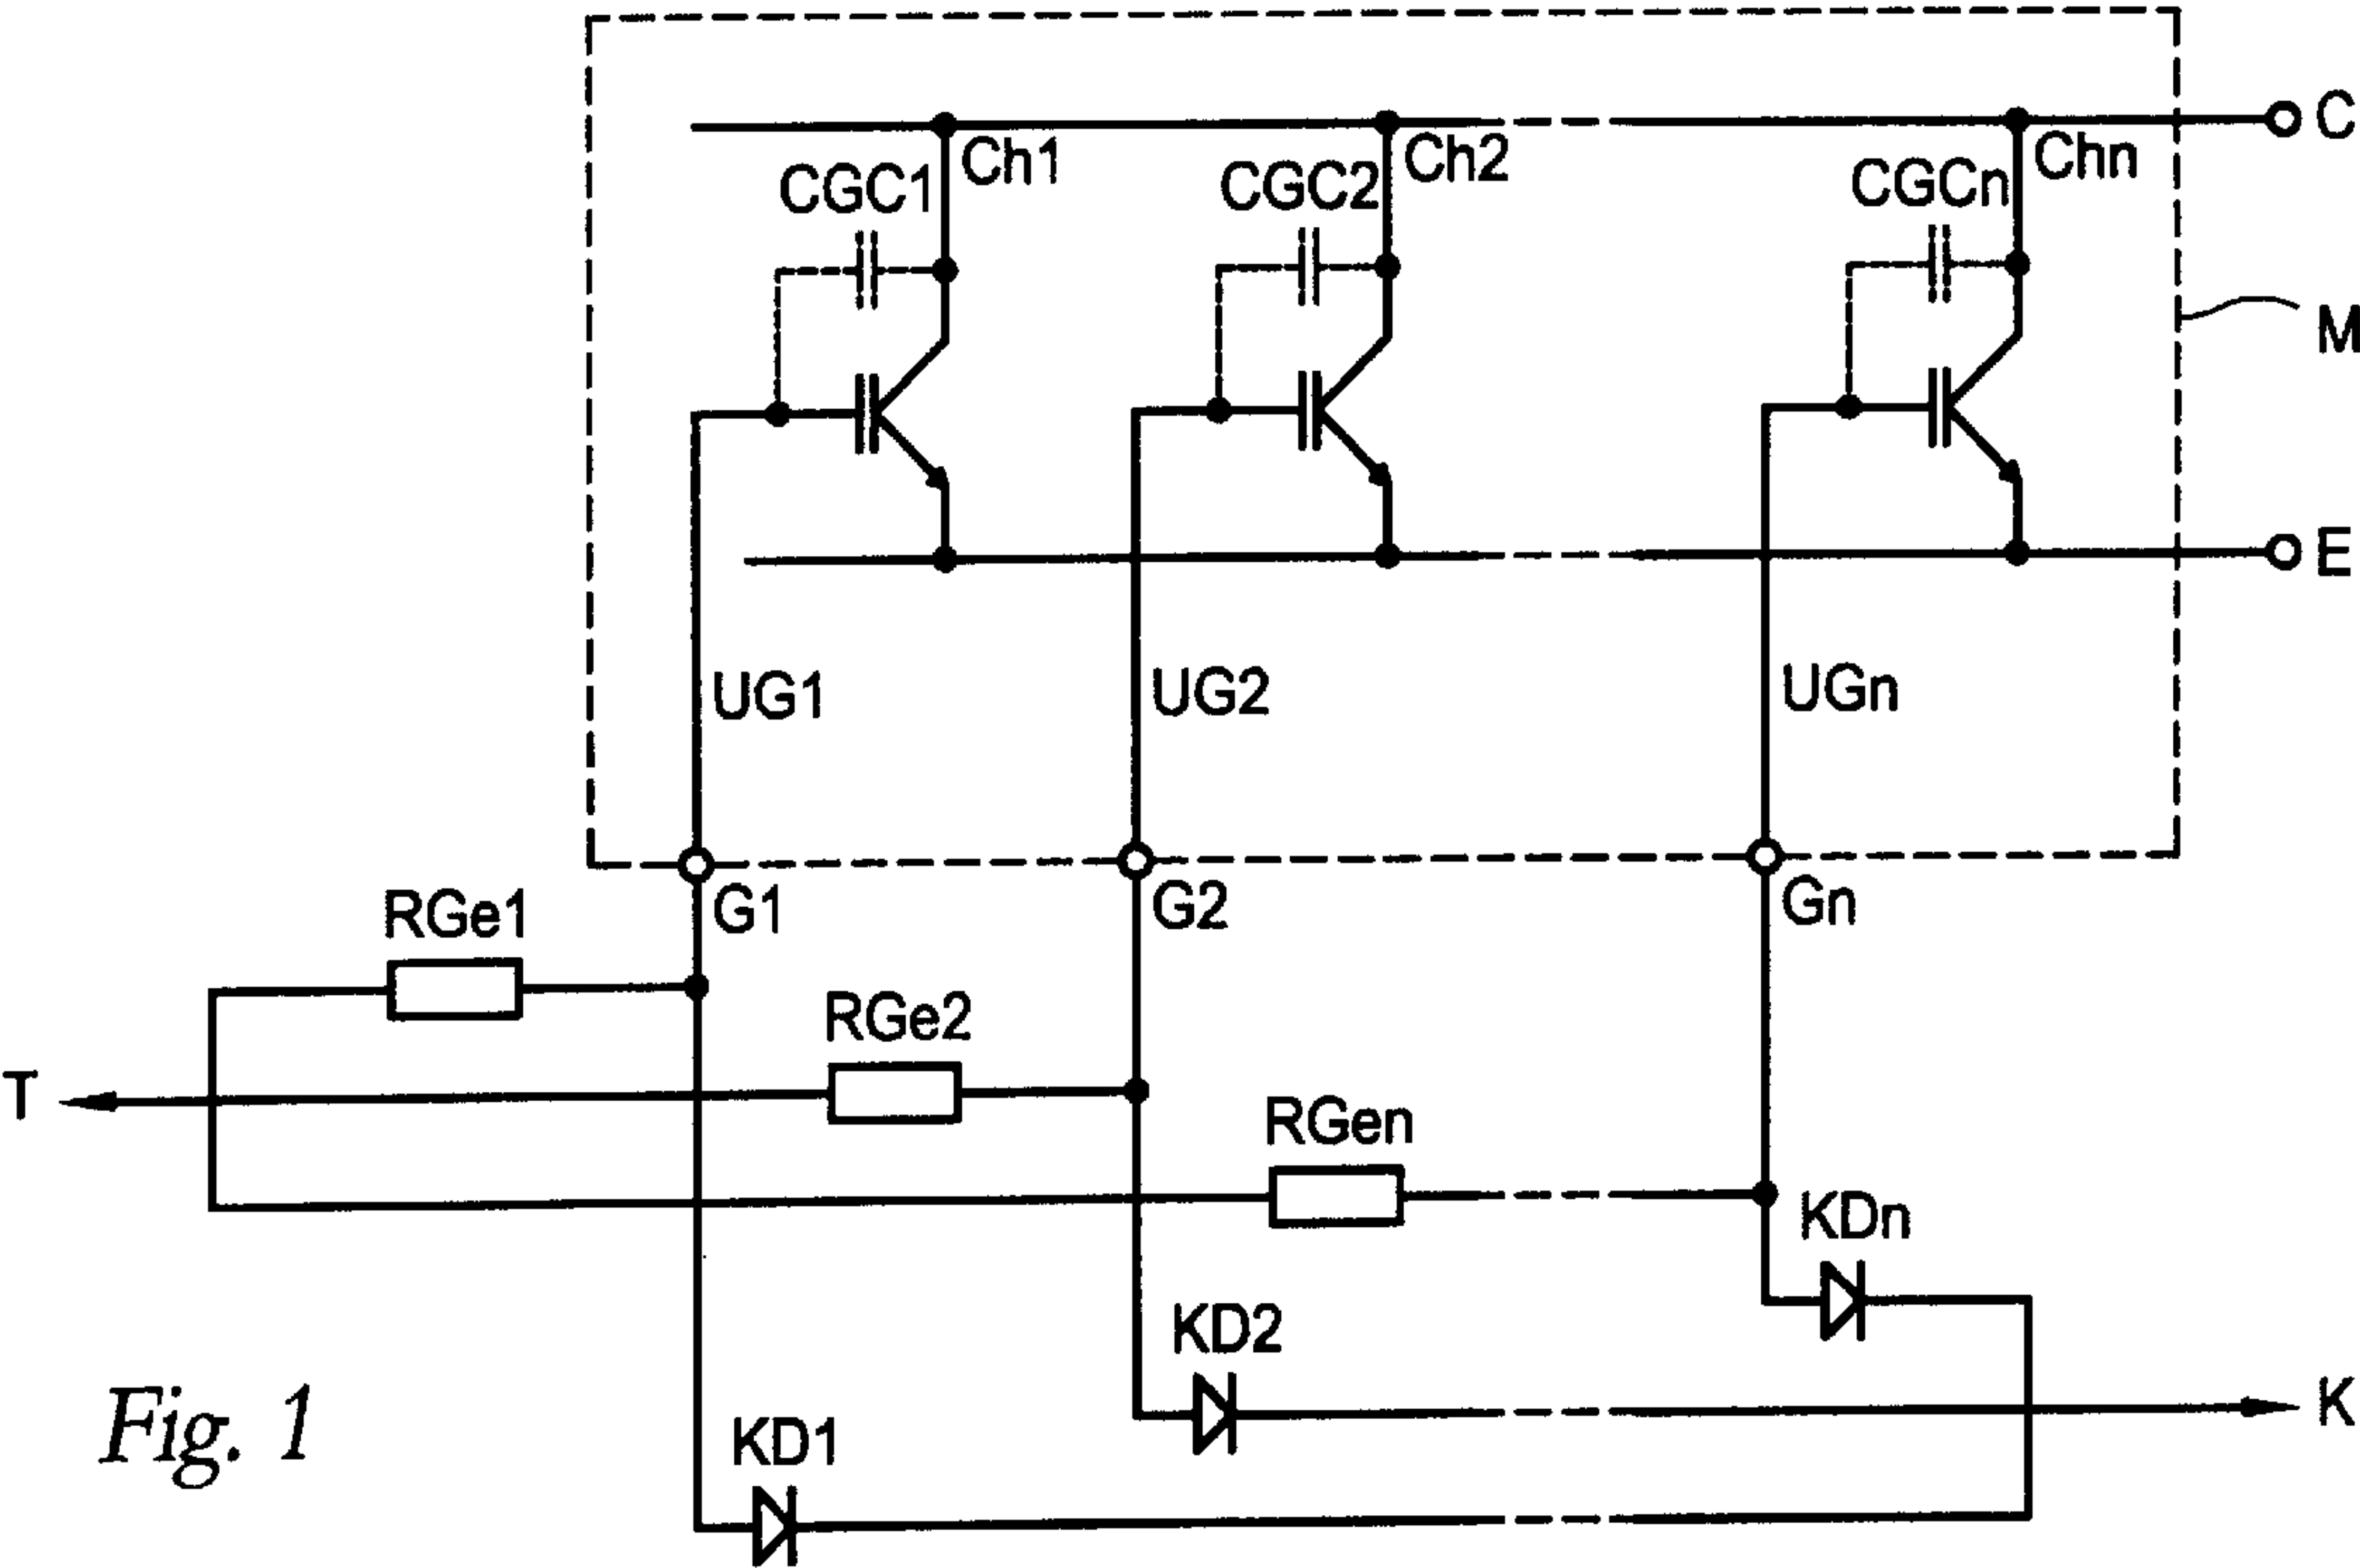 C
Ch1
Ch2
Chn
CGC1
CGC2
CGCn
M
E
UG1
UG2
UGn
G1
G2
Gn
RGe1
RGe2
T
RGen
KDn
KD2
K
KD1
Fig. 1